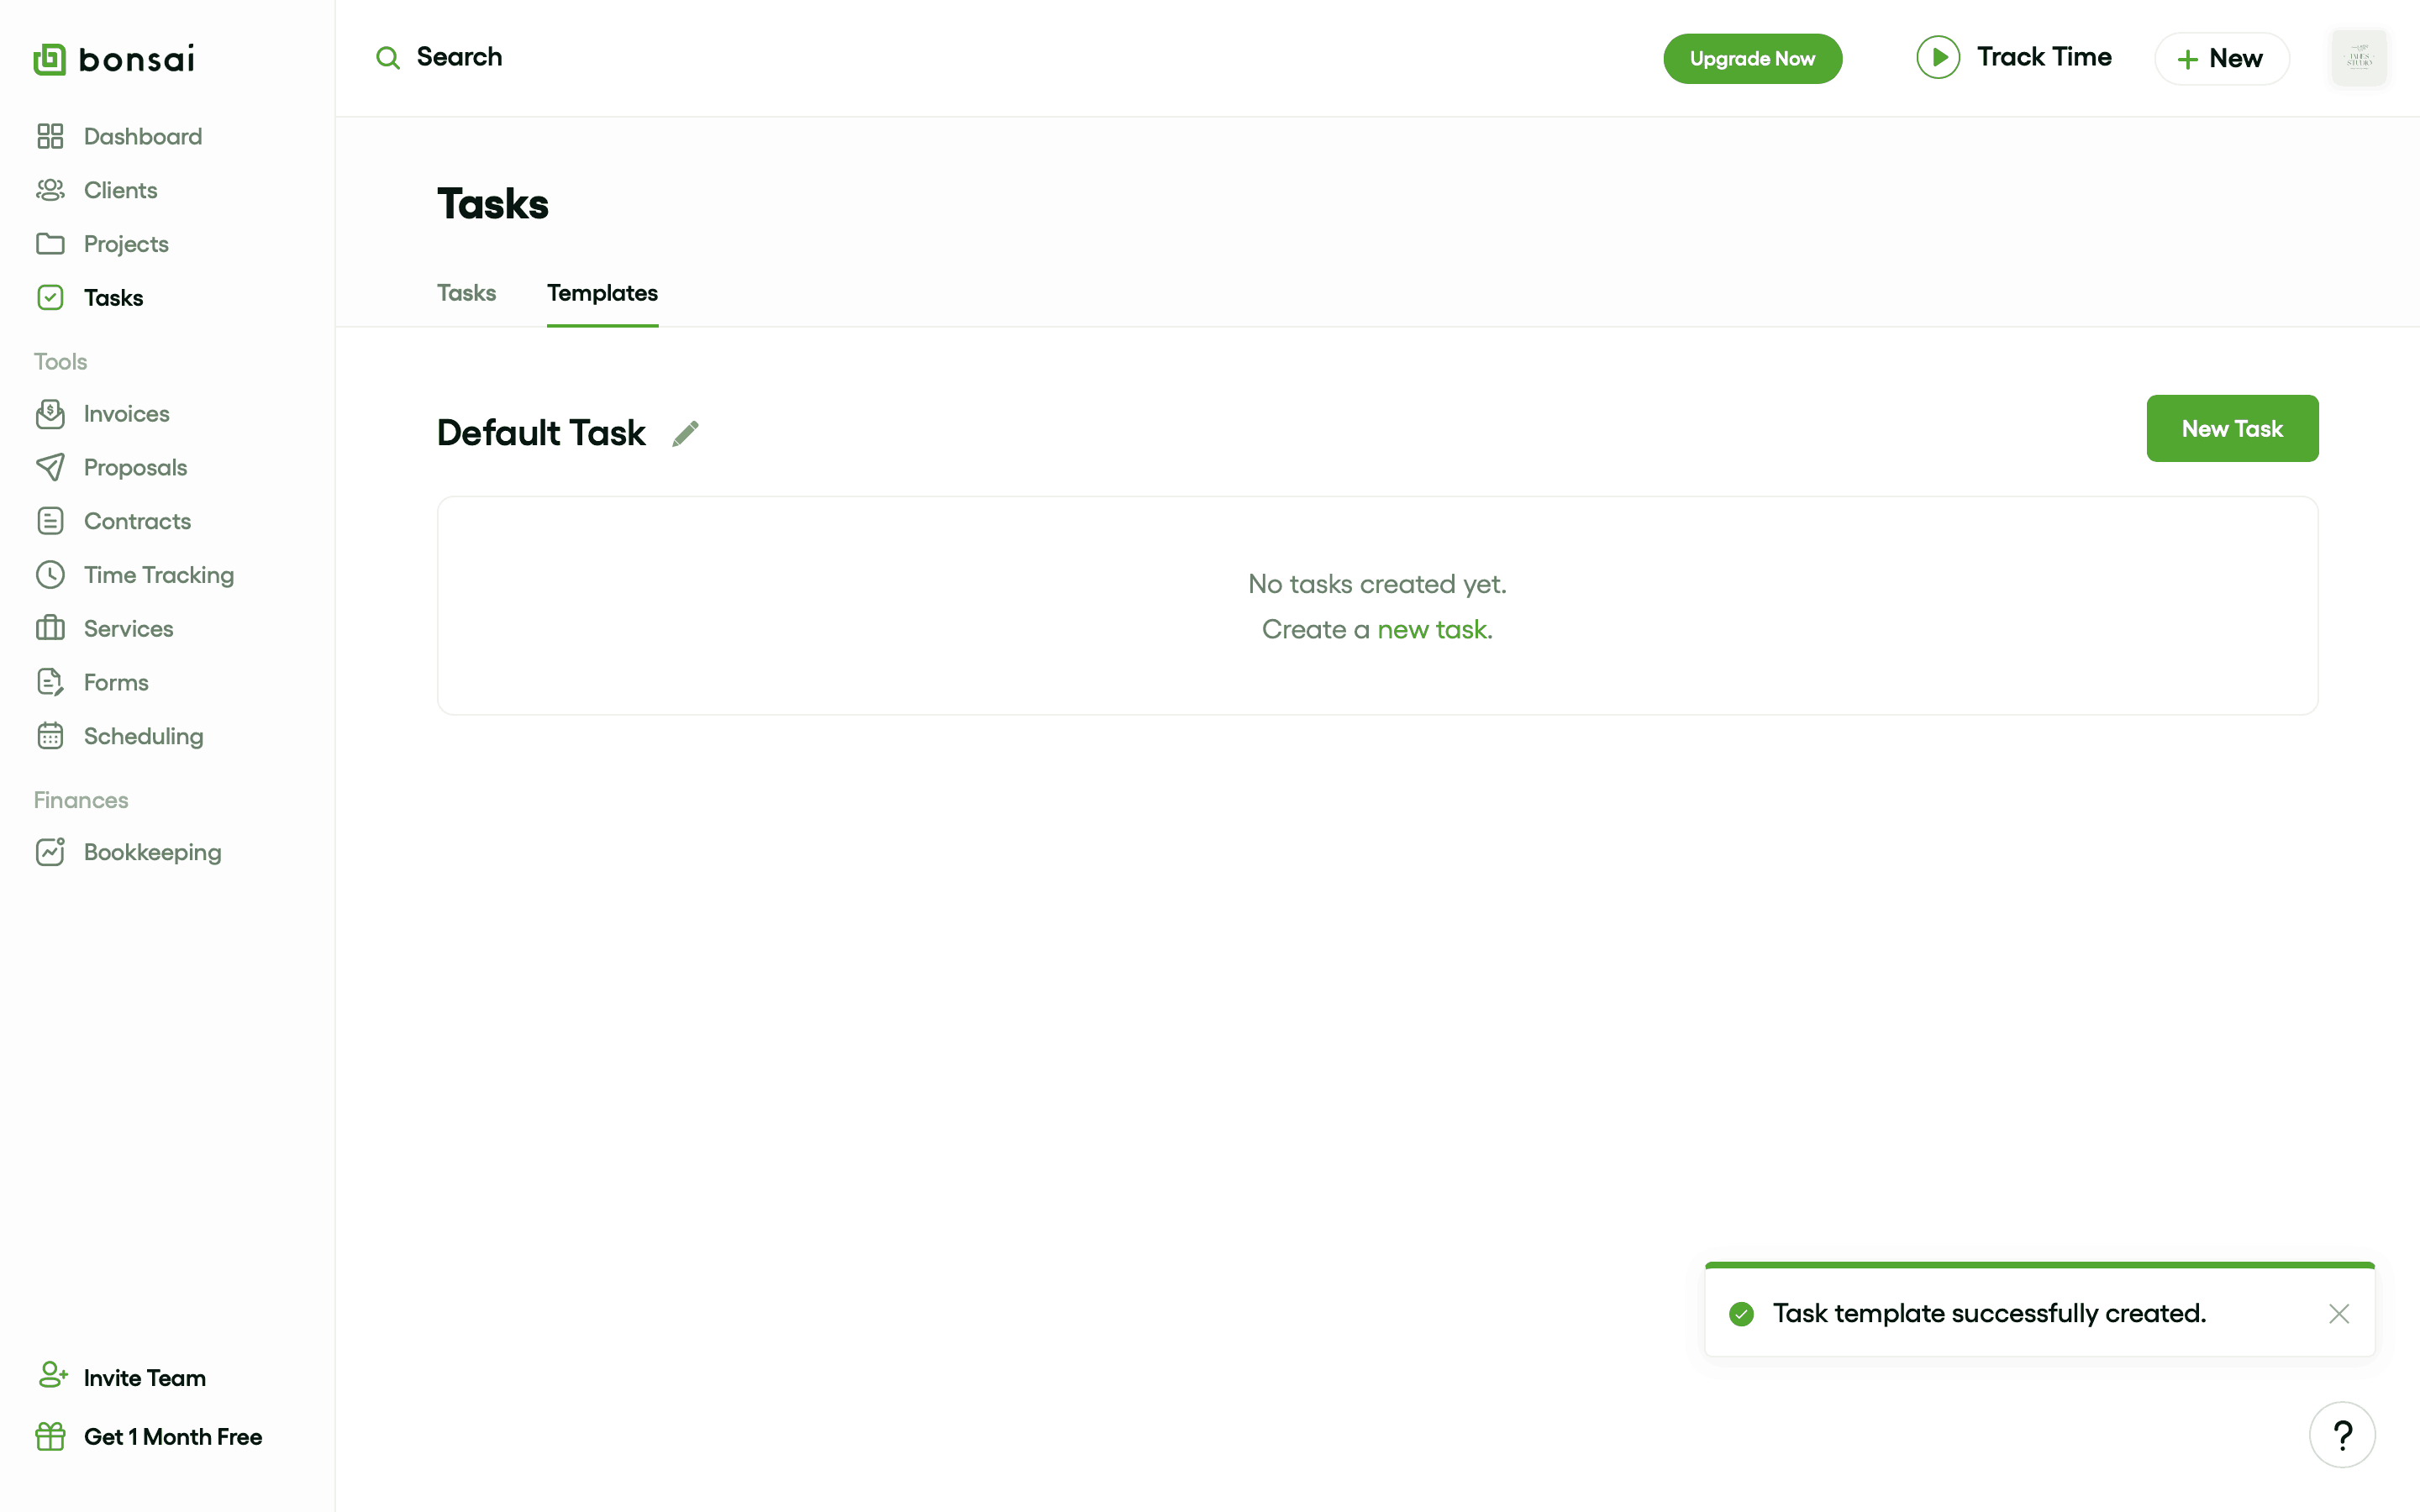 bonsai
Search
Upgrade Now
Track Time
New
Dashboard
Clients
Projects
Tasks
Tools
Invoices
Proposals
Contracts
Time Tracking
Services
Forms
Scheduling
Finances
Bookkeeping
Invite Team
Get 1 Month Free
Tasks
Tasks
Templates
Default Task
New Task
No tasks created yet.
Create a new task.
Task template successfully created.
?